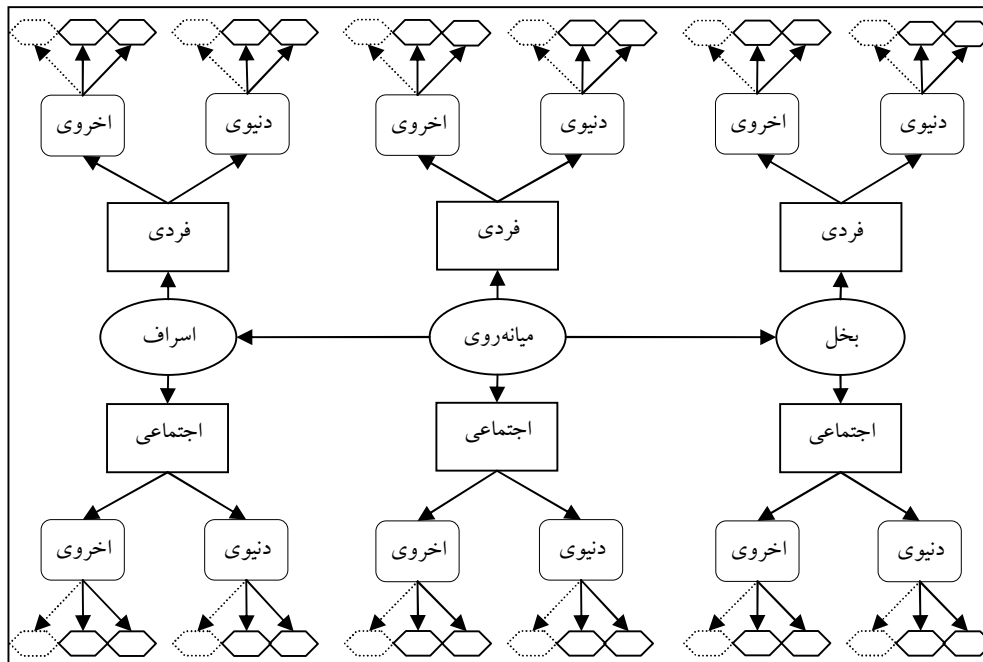 دنیوی
اخروی
دنیوی
اخروی
دنیوی
اخروی
فردی
فردی
فردی
بخل
میانه‌روی
اسراف
اجتماعی
اجتماعی
اجتماعی
دنیوی
اخروی
دنیوی
اخروی
دنیوی
اخروی